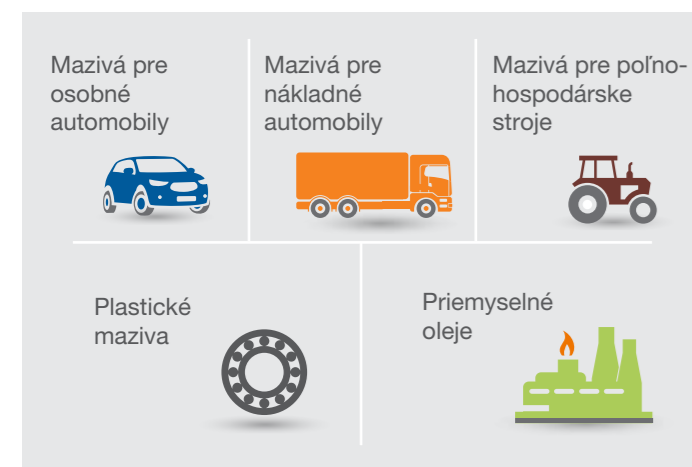 Mazivá pre
osobné
automobily
Mazivá pre
nákladné
automobily
Mazivá pre poľno-
hospodárske
stroje
Plastické
maziva
Priemyselné
oleje